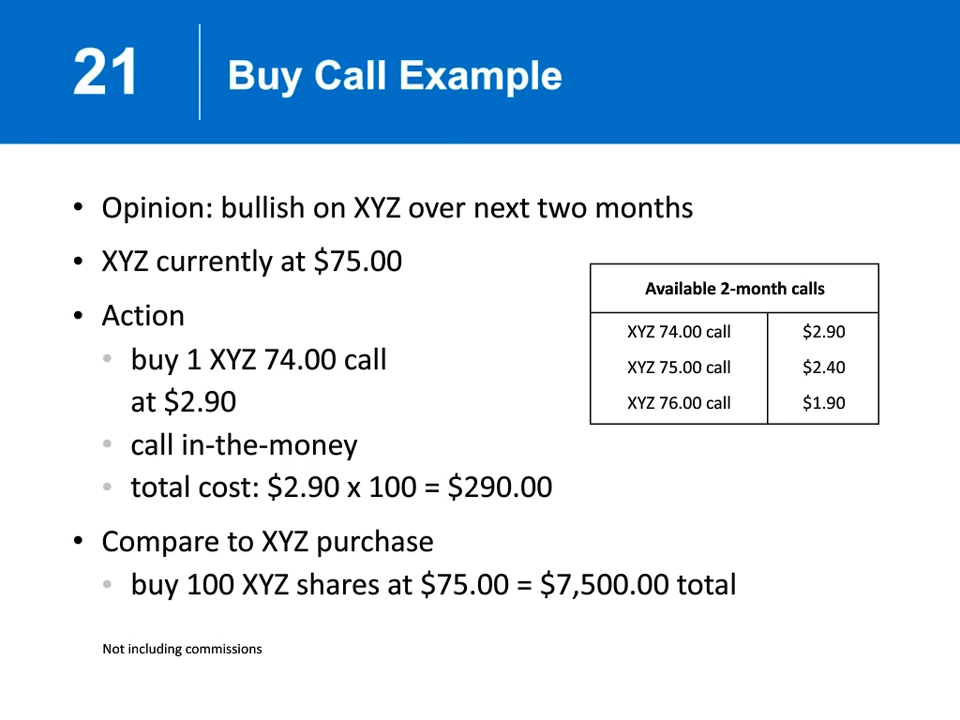 21
Buy Call Example
• Opinion: bullish on XYZ over next two months
• XYZ currently at $75.00
• Action
• buy 1 XYZ 74.00 call
at $2.90
• call in-the-money
• total cost: $2.90 x 100 = $290.00
• Compare to XYZ purchase
• buy 100 XYZ shares at $75.00 = $7,500.00 total
Available 2-month calls
XYZ 74.00 call $2.90
XYZ 75.00 call $2.40
XYZ 76.00 call $1.90
Not including commissions